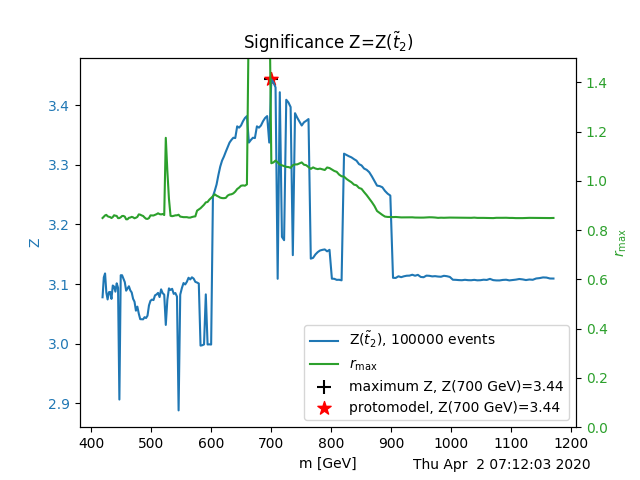 Significance Z=Z(t̃₂)
3.4
3.3
3.2
3.1
3.0
2.9
Z
1.4
1.2
1.0
0.8
0.6
0.4
0.2
0.0
r_max
Z(t̃₂), 100000 events
r_max
maximum Z, Z(700 GeV)=3.44
protomodel, Z(700 GeV)=3.44
400 500 600 700 800 900 1000 1100 1200
m [GeV]
Thu Apr 2 07:12:03 2020